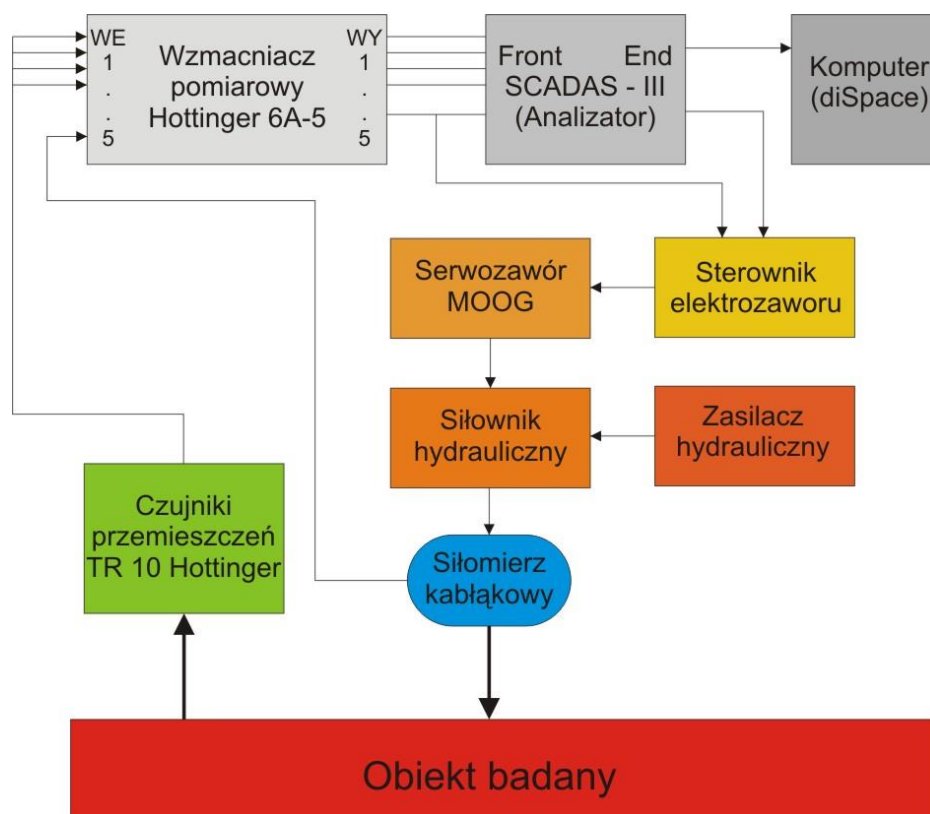 WE
1
.
.
5
Wzmacniacz
pomiarowy
Hottinger 6A-5
WY
1
.
.
5
Front End
SCADAS - III
(Analizator)
Komputer
(diSpace)
Serwozawór
MOOG
Sterownik
elektrozaworu
Siłownik
hydrauliczny
Zasilacz
hydrauliczny
Czujniki
przemieszczeń
TR 10 Hottinger
Siłomierz
kabłąkowy
Obiekt badany